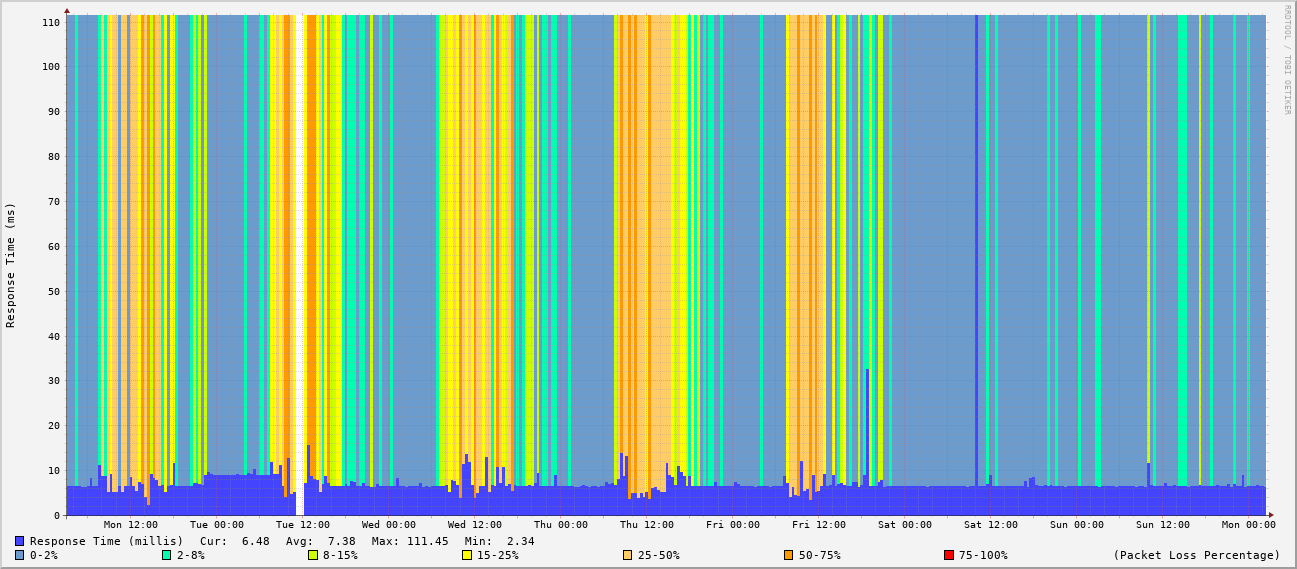 RRDTOOL / TOBI OETIKER
Response Time (ms)
110
100
90
80
70
60
50
40
30
20
10
0
Mon 12:00 Tue 00:00 Tue 12:00 Wed 00:00 Wed 12:00 Thu 00:00 Thu 12:00 Fri 00:00 Fri 12:00 Sat 00:00 Sat 12:00 Sun 00:00 Sun 12:00 Mon 00:00
Response Time (millis) Cur: 6.48 Avg: 7.38 Max: 111.45 Min: 2.34
0-2% 2-8% 8-15% 15-25% 25-50% 50-75% 75-100% (Packet Loss Percentage)